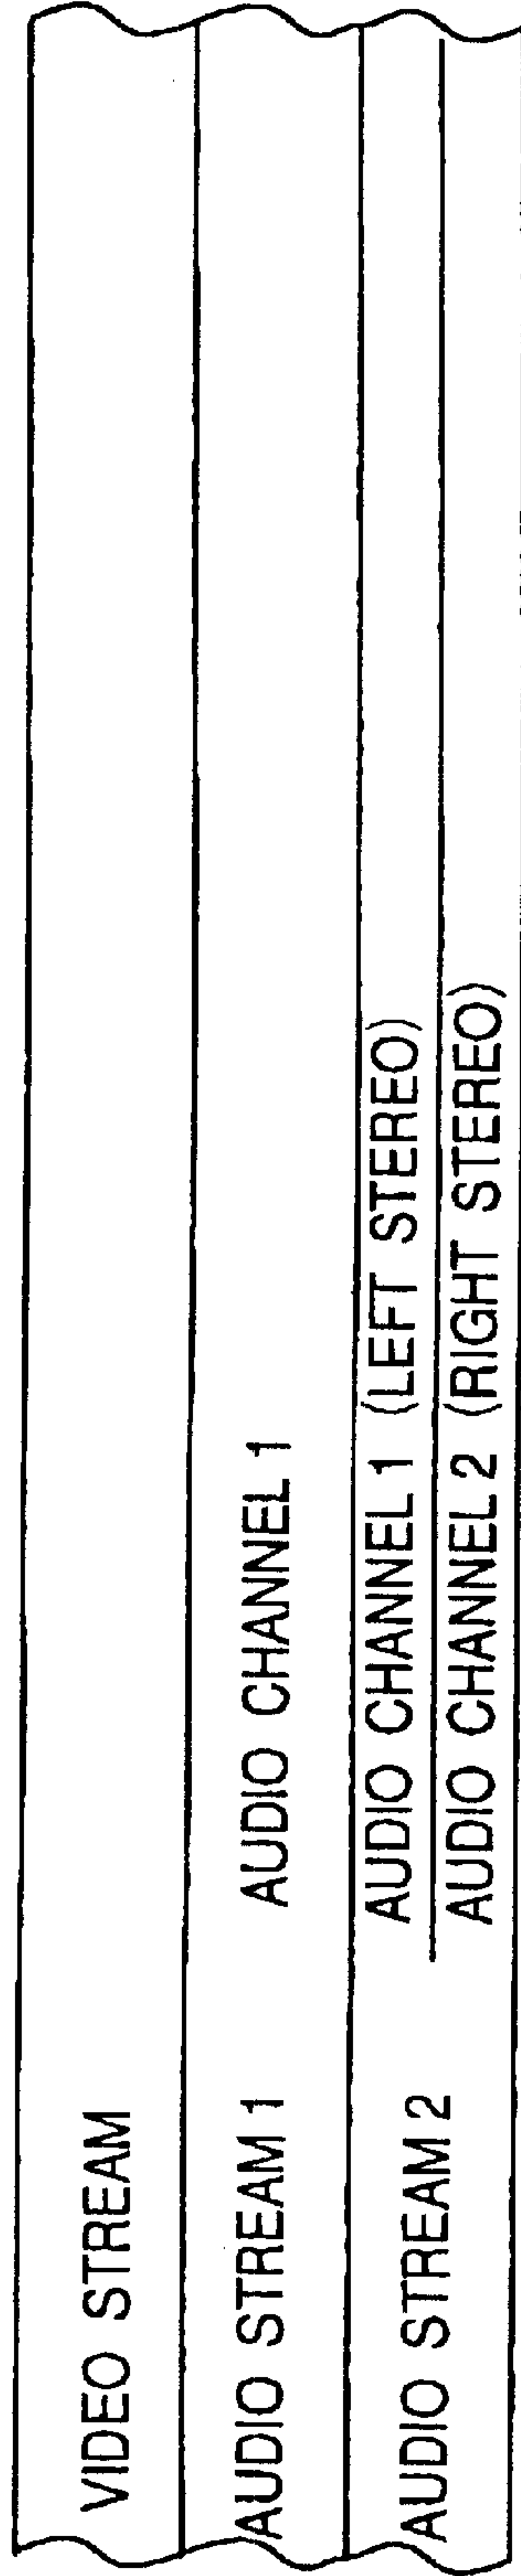 VIDEO STREAM
AUDIO STREAM 1 AUDIO CHANNEL 1
AUDIO STREAM 2 AUDIO CHANNEL 1 (LEFT STEREO)
AUDIO CHANNEL 2 (RIGHT STEREO)